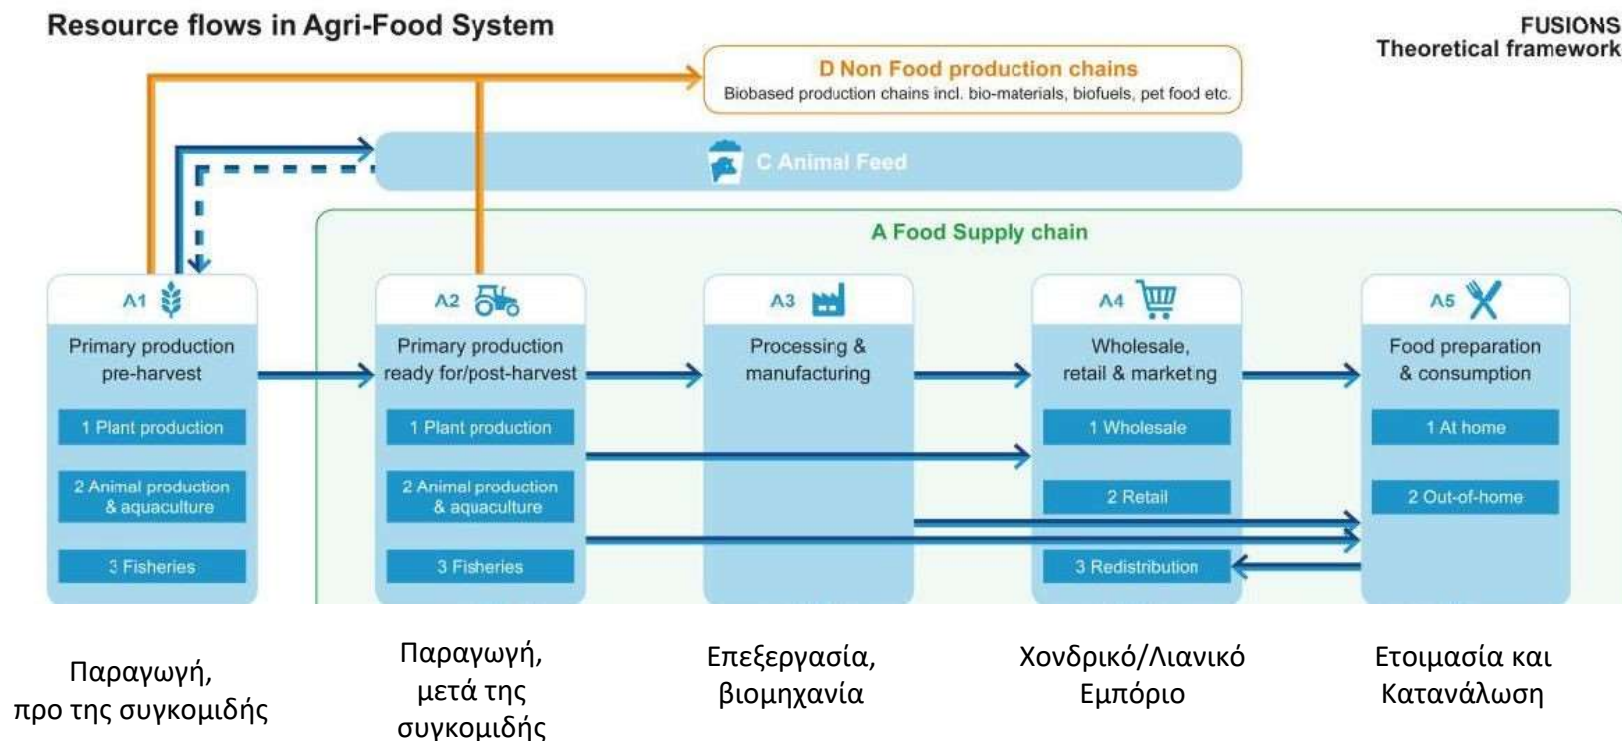 Resource flows in Agri-Food System
FUSIONS
Theoretical framework
D Non Food production chains
Biobased production chains incl. bio-materials, biofuels, pet food etc.
C Animal Feed
A Food Supply chain
A1
Primary production
pre-harvest
1 Plant production
2 Animal production
& aquaculture
3 Fisheries
A2
Primary production
ready for/post-harvest
1 Plant production
2 Animal production
& aquaculture
3 Fisheries
A3
Processing &
manufacturing
A4
Wholesale,
retail & marketing
1 Wholesale
2 Retail
3 Redistribution
A5
Food preparation
& consumption
1 At home
2 Out-of-home
Παραγωγή,
προ της συγκομιδής
Παραγωγή,
μετά της
συγκομιδής
Επεξεργασία,
βιομηχανία
Χονδρικό/Λιανικό
Εμπόριο
Ετοιμασία και
Κατανάλωση